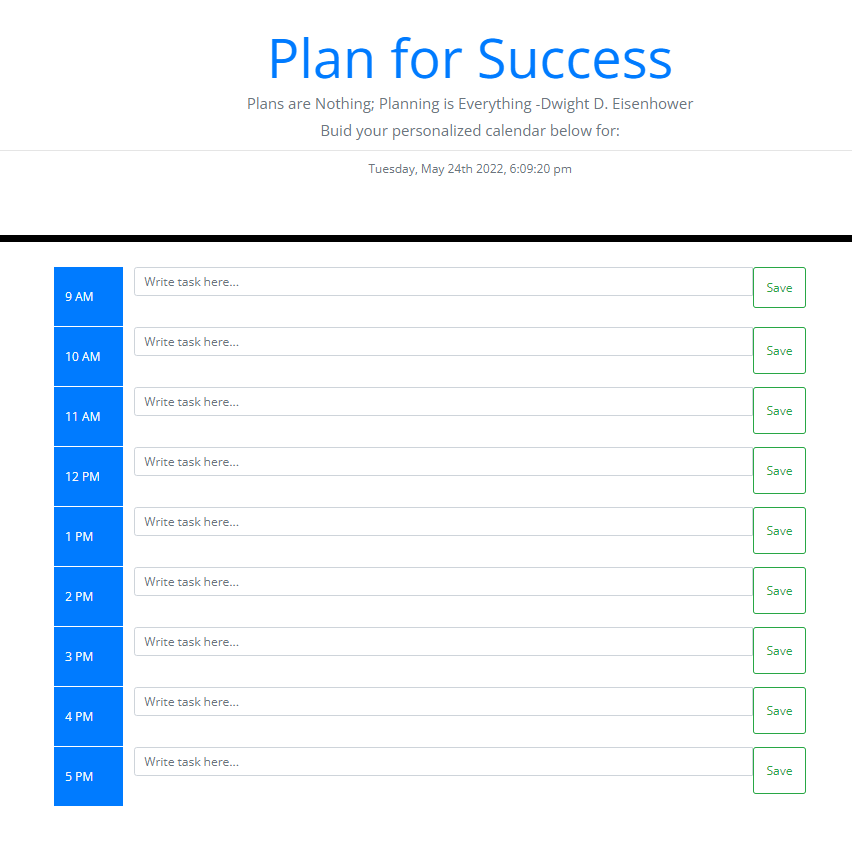 Plan for Success
Plans are Nothing; Planning is Everything -Dwight D. Eisenhower
Buid your personalized calendar below for:
Tuesday, May 24th 2022, 6:09:20 pm
9 AM Write task here... Save
10 AM Write task here... Save
11 AM Write task here... Save
12 PM Write task here... Save
1 PM Write task here... Save
2 PM Write task here... Save
3 PM Write task here... Save
4 PM Write task here... Save
5 PM Write task here... Save